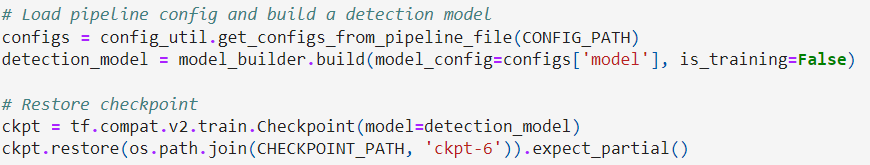 # Load pipeline config and build a detection model
configs = config_util.get_configs_from_pipeline_file(CONFIG_PATH)
detection_model = model_builder.build(model_config=configs['model'], is_training=False)
# Restore checkpoint
ckpt = tf.compat.v2.train.Checkpoint(model=detection_model)
ckpt.restore(os.path.join(CHECKPOINT_PATH, 'ckpt-6')).expect_partial()